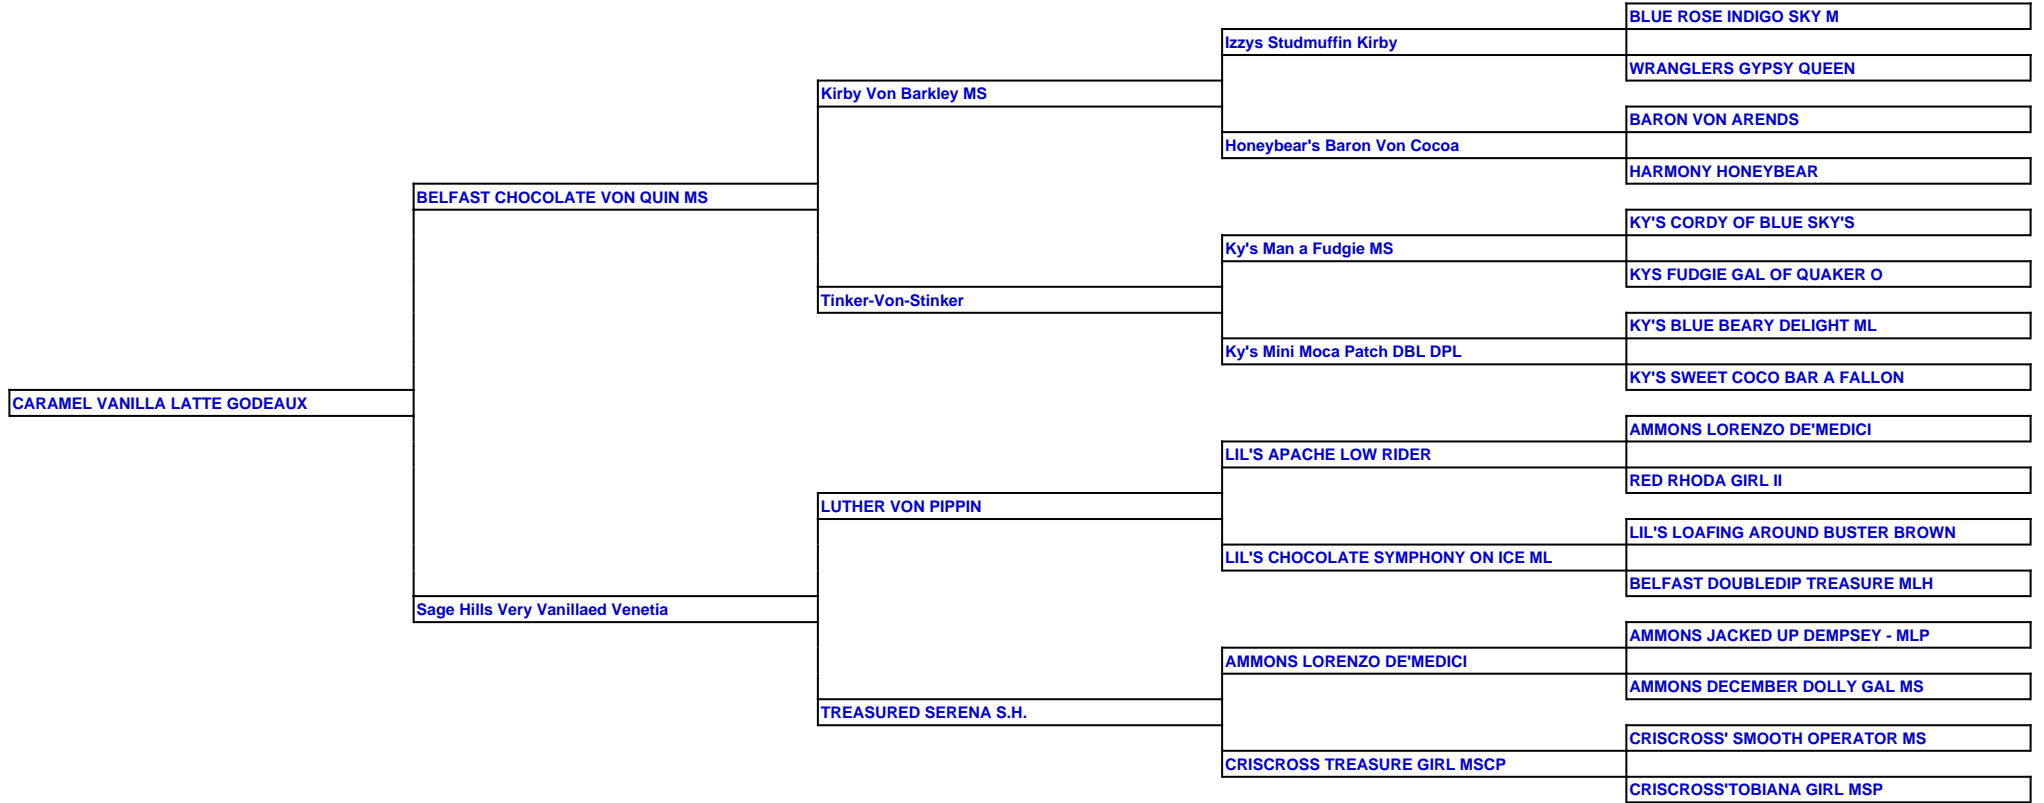 BLUE ROSE INDIGO SKY M
Izzys Studmuffin Kirby
WRANGLERS GYPSY QUEEN
Kirby Von Barkley MS
BARON VON ARENDS
Honeybear's Baron Von Cocoa
HARMONY HONEYBEAR
BELFAST CHOCOLATE VON QUIN MS
KY'S CORDY OF BLUE SKY'S
Ky's Man a Fudgie MS
KYS FUDGIE GAL OF QUAKER O
Tinker-Von-Stinker
KY'S BLUE BEARY DELIGHT ML
Ky's Mini Moca Patch DBL DPL
KY'S SWEET COCO BAR A FALLON
CARAMEL VANILLA LATTE GODEAUX
AMMONS LORENZO DE'MEDICI
LIL'S APACHE LOW RIDER
RED RHODA GIRL II
LUTHER VON PIPPIN
LIL'S LOAFING AROUND BUSTER BROWN
LIL'S CHOCOLATE SYMPHONY ON ICE ML
BELFAST DOUBLEDIP TREASURE MLH
Sage Hills Very Vanillaed Venetia
AMMONS JACKED UP DEMPSEY - MLP
AMMONS LORENZO DE'MEDICI
AMMONS DECEMBER DOLLY GAL MS
TREASURED SERENA S.H.
CRISCROSS' SMOOTH OPERATOR MS
CRISCROSS TREASURE GIRL MSCP
CRISCROSS'TOBIANA GIRL MSP